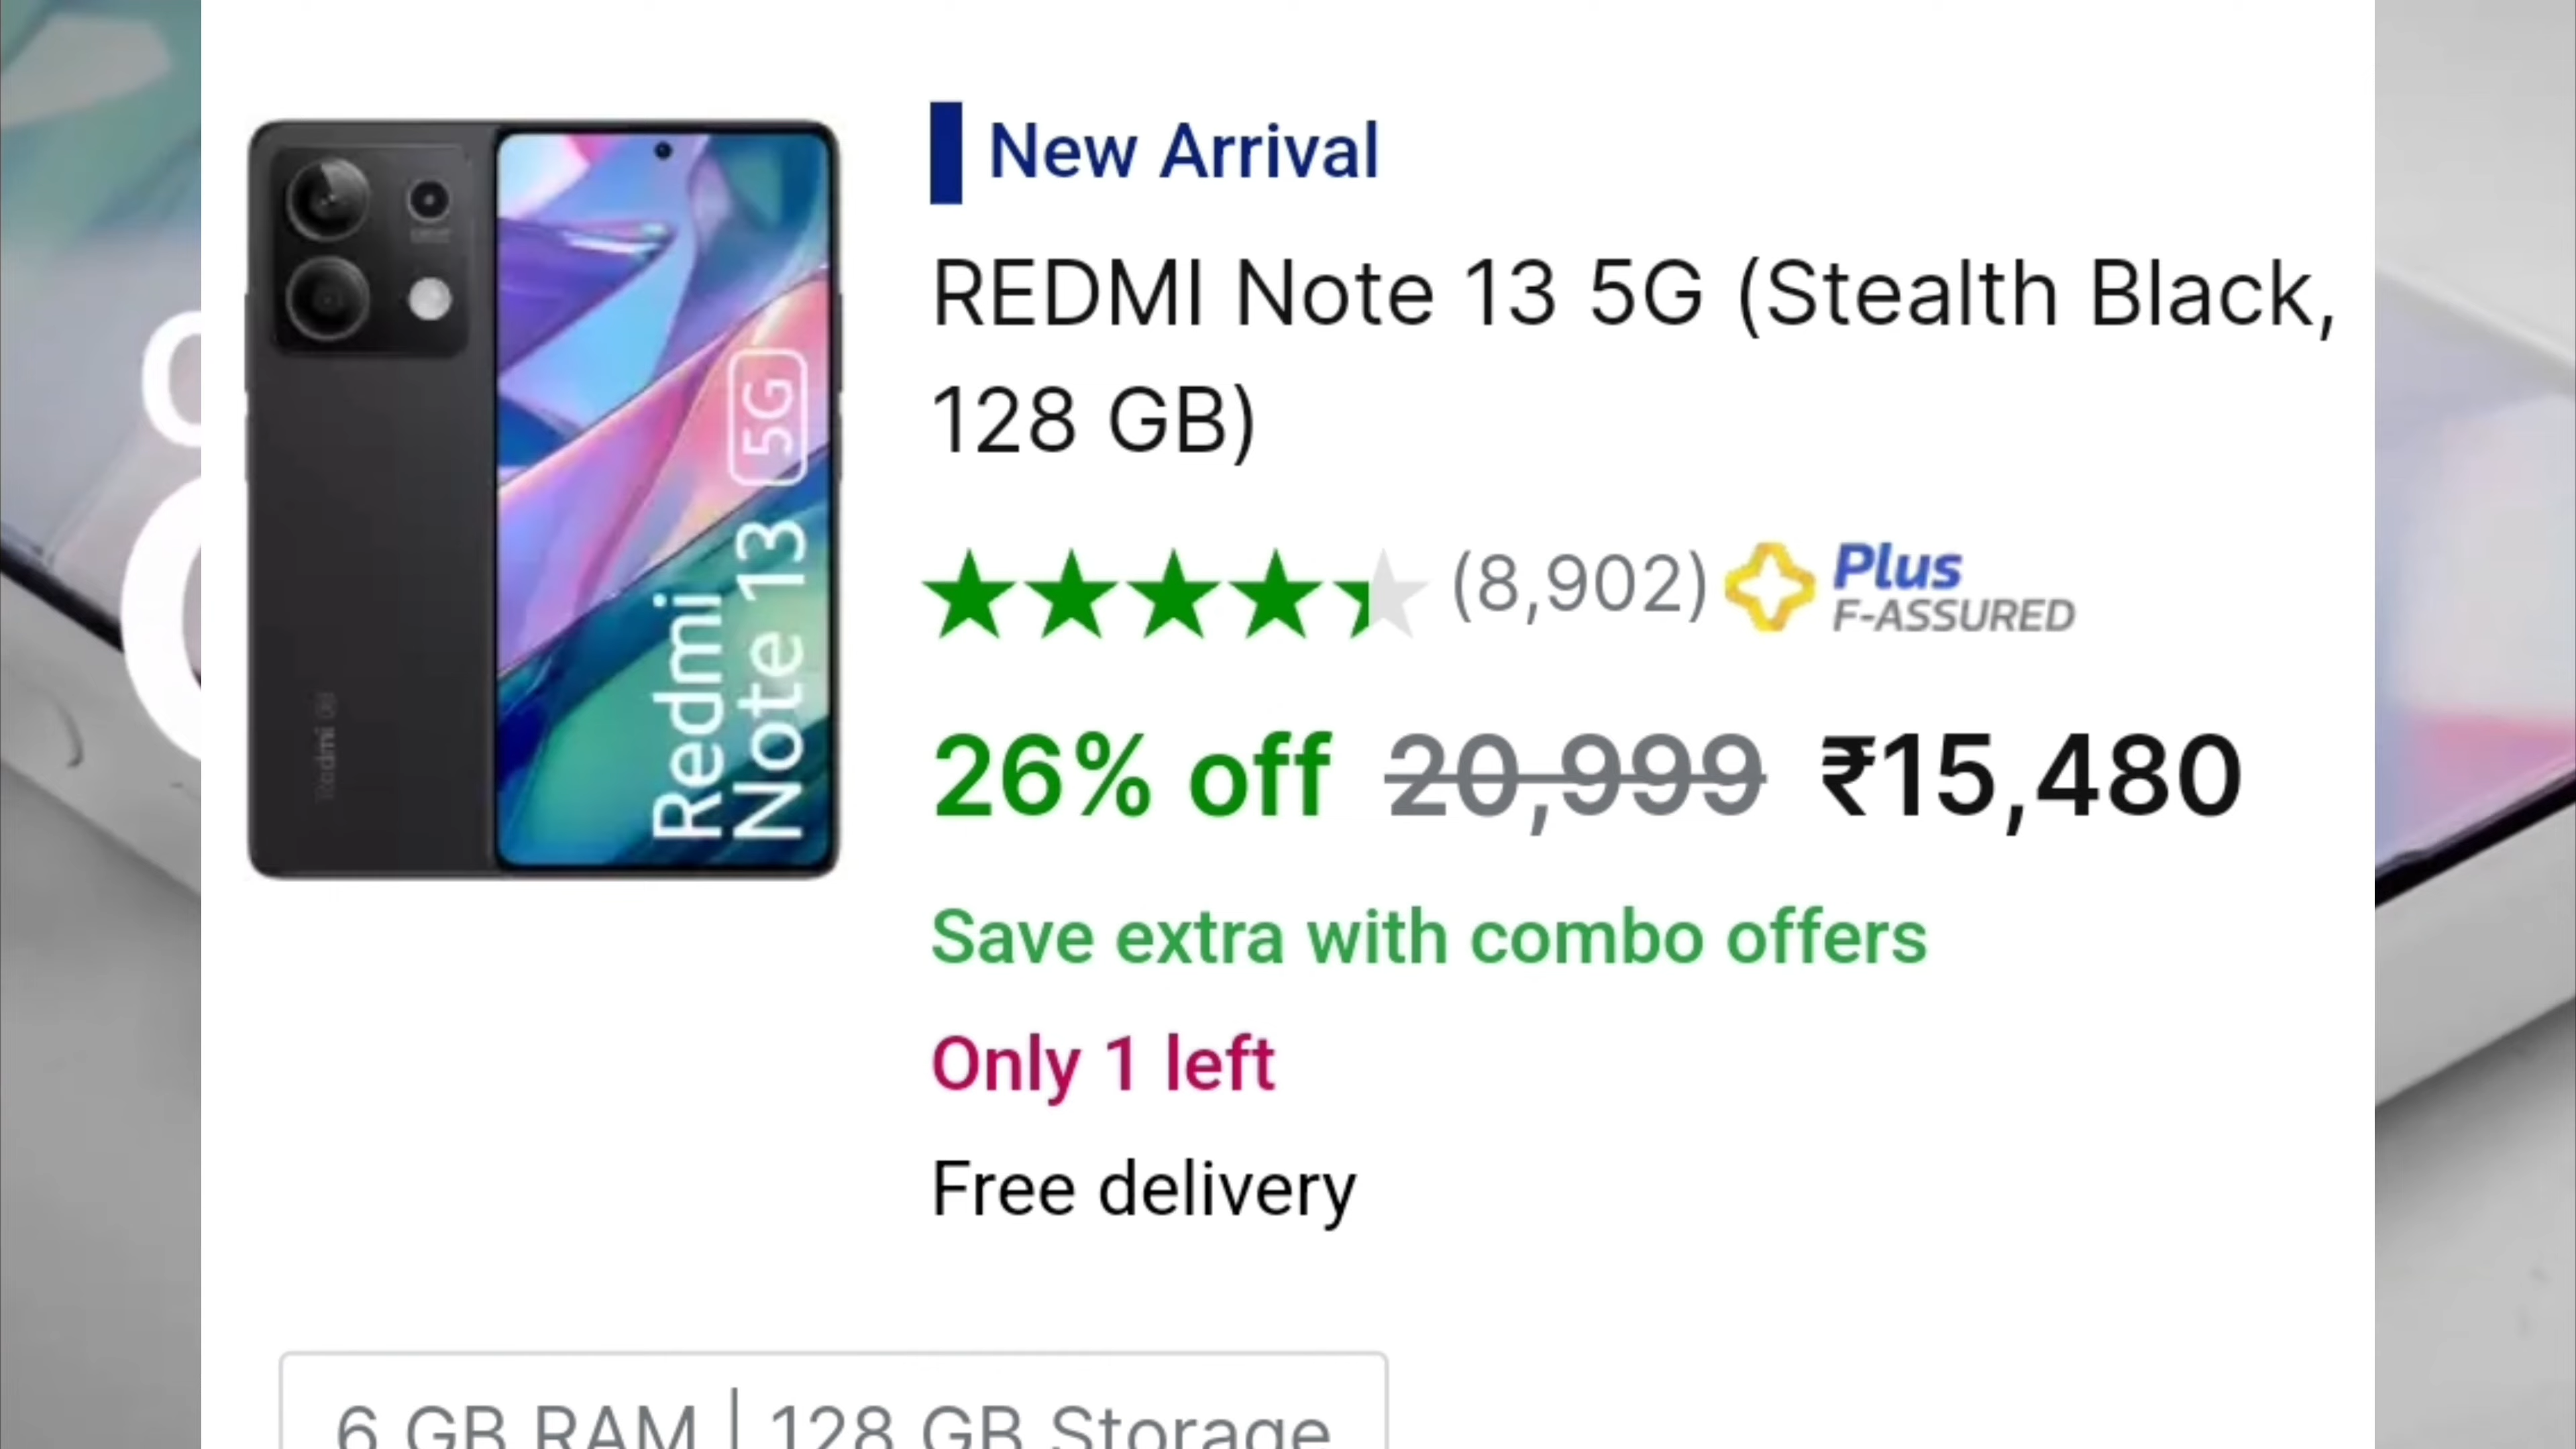 New Arrival
REDMI Note 13 5G (Stealth Black,
128 GB)
(8,902) Plus
F-ASSURED
26% off 20,999 ₹15,480
Save extra with combo offers
Only 1 left
Free delivery
6 GB RAM | 128 GB Storage
Redmi
Note 13 5G
Redmi